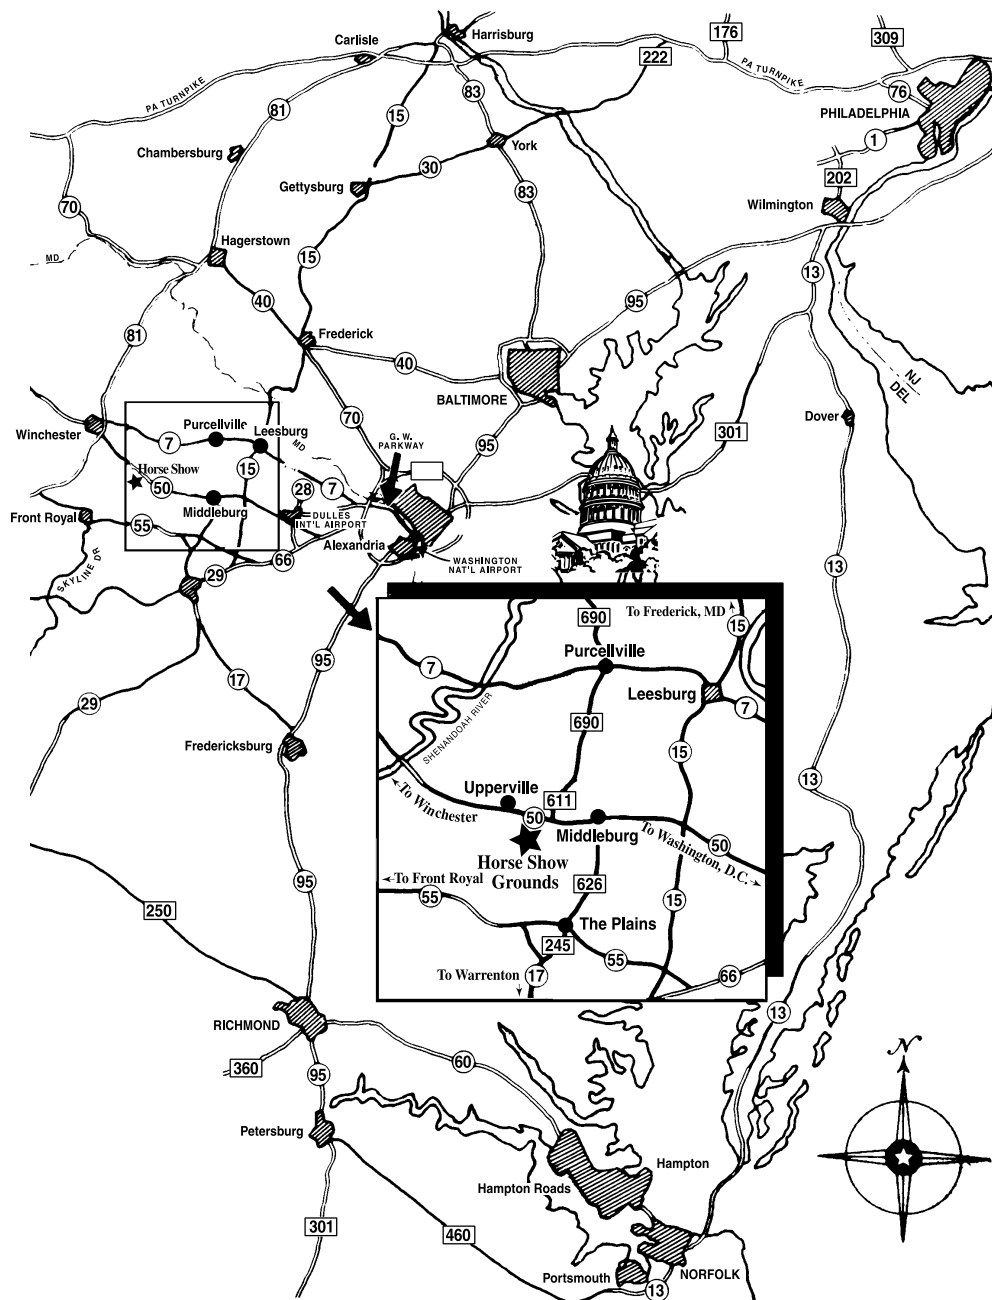 Harrisburg
176
309
Carlisle
222
PA TURNPIKE
PA TURNPIKE
83
76
81
15
PHILADELPHIA
1
York
Chambersburg
30
Gettysburg
83
202
70
Wilmington
Hagerstown
MD
15
13
40
95
81
Frederick
40
NJ
DEL
BALTIMORE
70
Dover
Winchester
Purcellville
Leesburg
7
MD
G. W.
PARKWAY
95
301
Horse Show
15
50
28
7
Middleburg
DULLES
INT'L AIRPORT
Front Royal
55
Alexandria
66
WASHINGTON
NAT'L AIRPORT
SKYLINE DR
29
13
690
To Frederick, MD
15
95
Purcellville
7
17
Leesburg
29
690
7
SHENANDOAH RIVER
Fredericksburg
15
13
To Winchester
Upperville
611
50
Middleburg
To Washington, D.C.
50
Horse Show
Grounds
To Front Royal
626
95
55
15
250
The Plains
245
55
To Warrenton
17
66
13
RICHMOND
60
360
95
Petersburg
Hampton
Hampton Roads
301
460
Portsmouth
NORFOLK
13
N